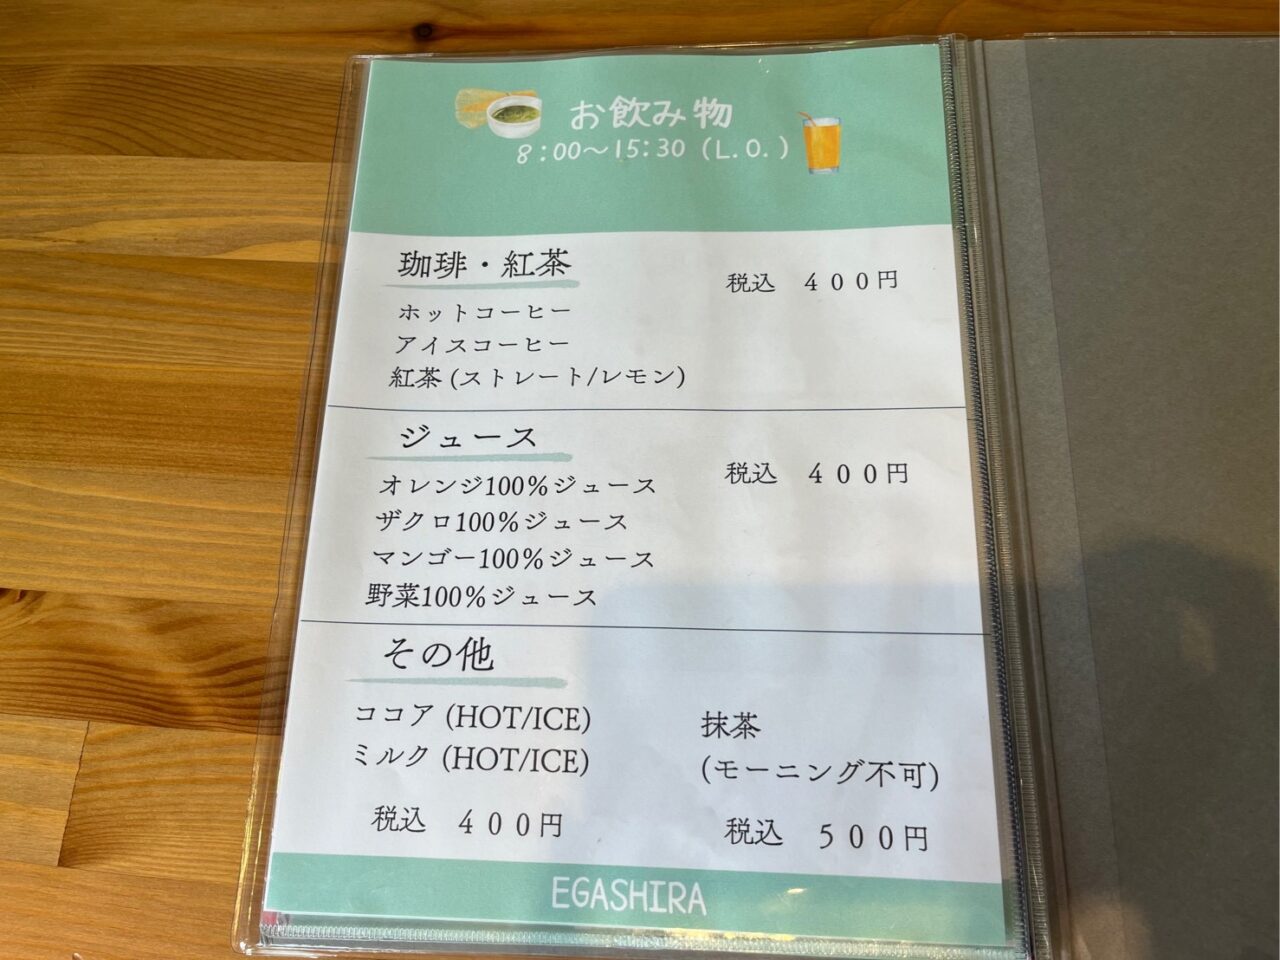 お飲み物
8:00〜15:30 (L.O.)
珈琲・紅茶
税込 400円
ホットコーヒー
アイスコーヒー
紅茶 (ストレート/レモン)
ジュース
税込 400円
オレンジ100%ジュース
ザクロ100%ジュース
マンゴー100%ジュース
野菜100%ジュース
その他
ココア (HOT/ICE)
ミルク (HOT/ICE)
税込 400円
抹茶
(モーニング不可)
税込 500円
EGASHIRA